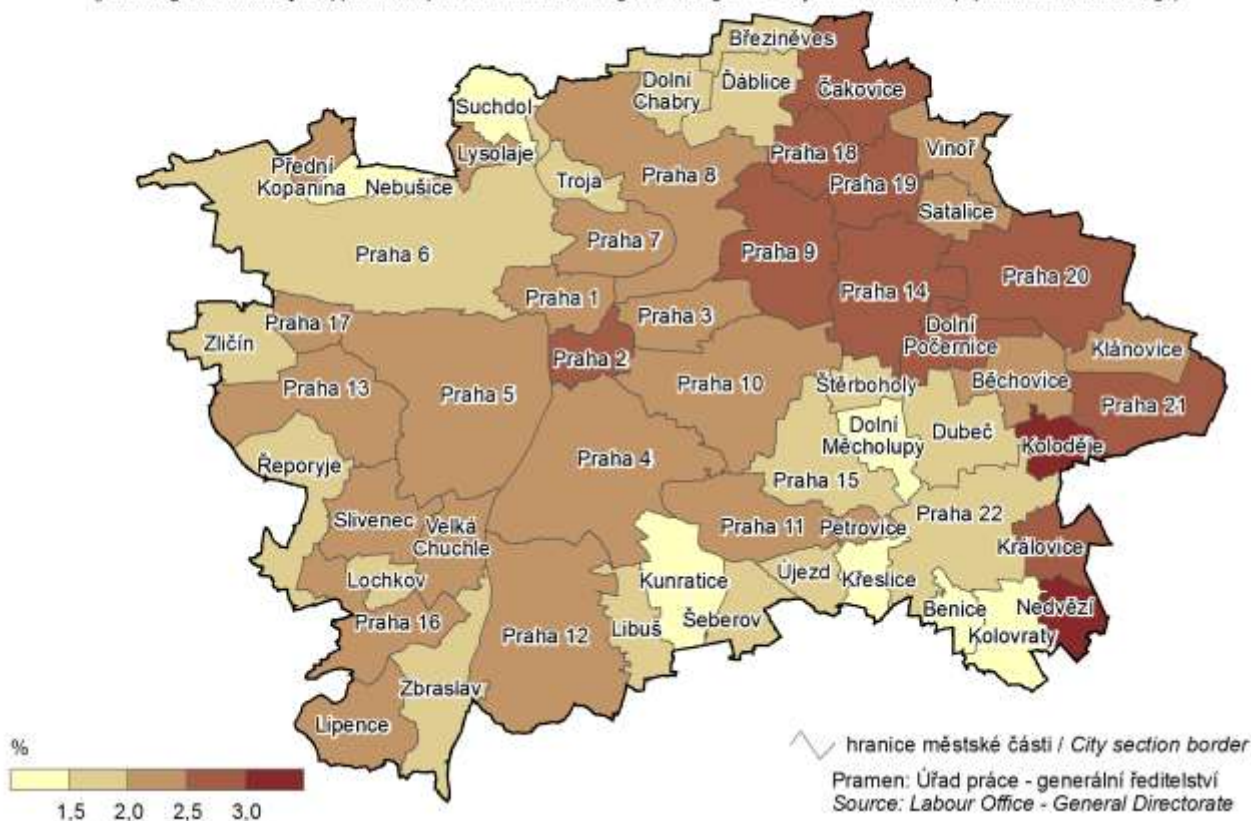 Březiněves
Dolní
Chabry
Ďáblice
Čakovice
Suchdol
Lysolaje
Přední
Kopanina
Nebušice
Troja
Praha 8
Praha 18
Praha 19
Vinoř
Satalice
Praha 6
Praha 7
Praha 9
Praha 14
Praha 20
Praha 1
Praha 3
Praha 17
Zličín
Praha 2
Dolní
Počernice
Klánovice
Praha 13
Praha 5
Praha 10
Štěrboholy
Běchovice
Praha 21
Dolní
Měcholupy
Dubeč
Koloděje
Řeporyje
Praha 4
Praha 15
Slivenec
Velká
Chuchle
Praha 11
Petrovice
Praha 22
Královice
Lochkov
Kunratice
Újezd
Křeslice
Praha 16
Praha 12
Libuš
Šeberov
Benice
Kolovraty
Nedvězí
Zbraslav
Lipence
%
1,5 2,0 2,5 3,0
hranice městské části / City section border
Pramen: Úřad práce - generální ředitelství
Source: Labour Office - General Directorate